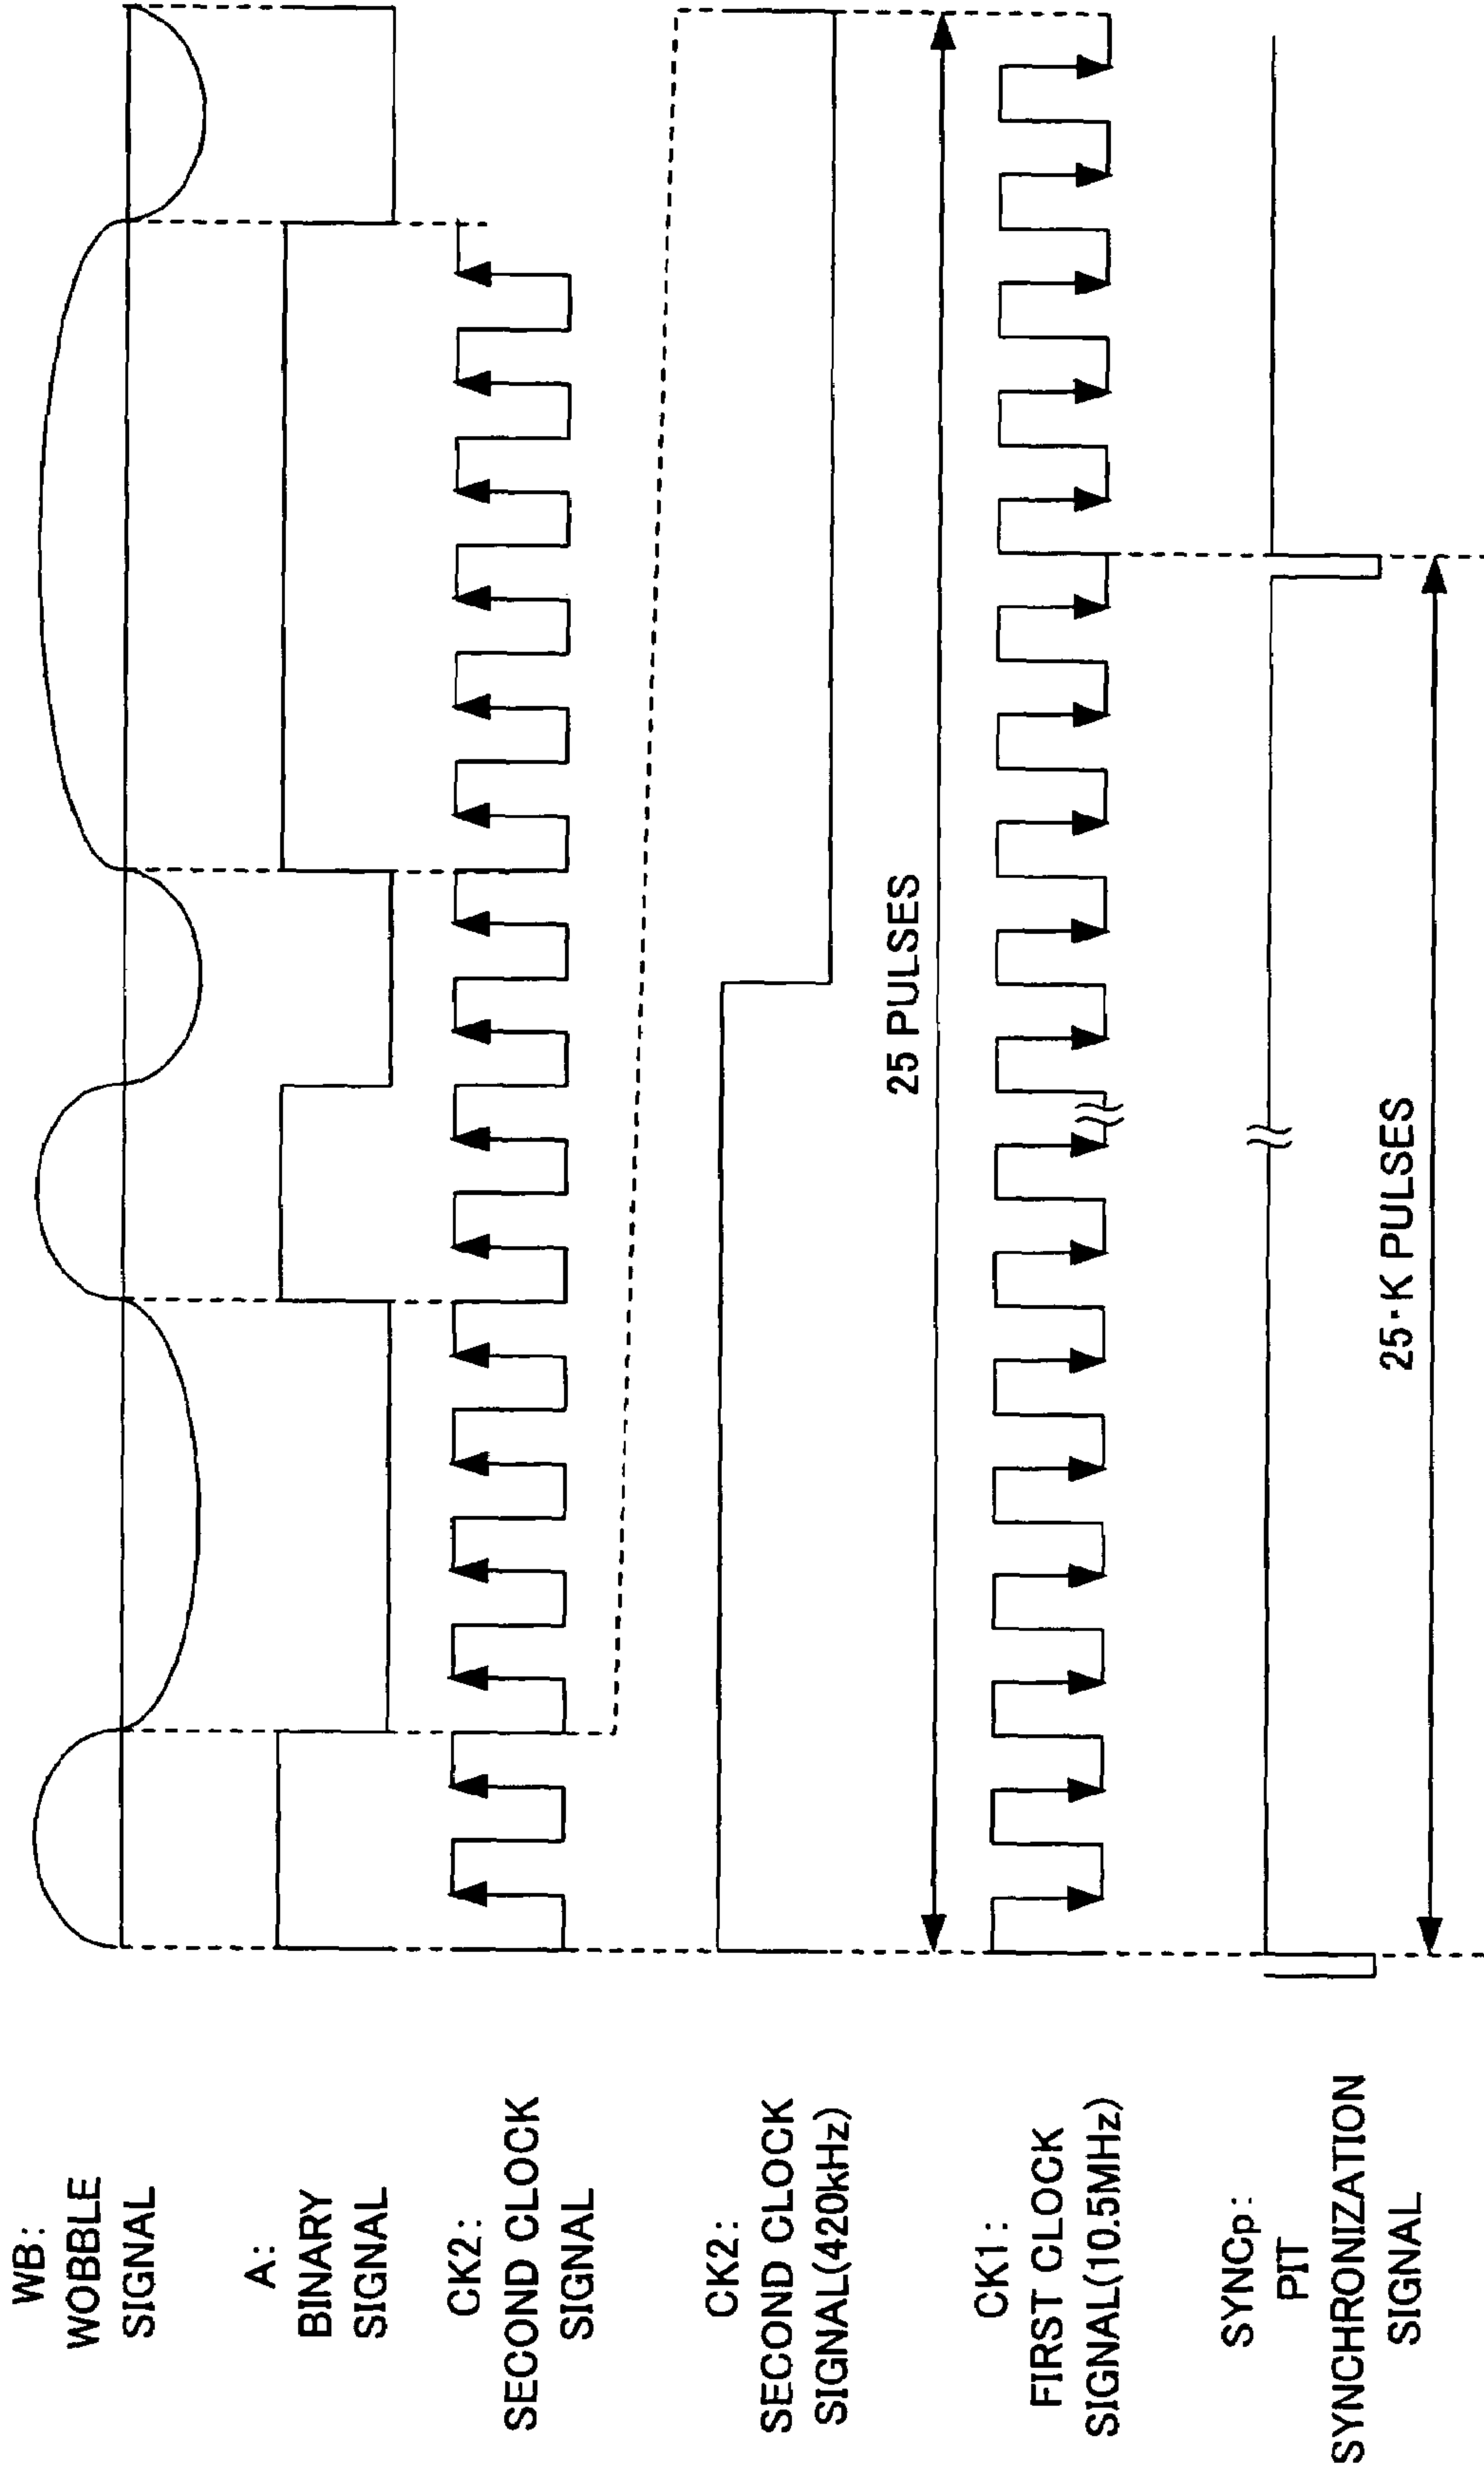 WB:
WOBBLE
SIGNAL
A:
BINARY
SIGNAL
CK2:
SECOND CLOCK
SIGNAL
CK2:
SECOND CLOCK
SIGNAL(420kHz)
25 PULSES
CK1:
FIRST CLOCK
SIGNAL(10.5MHz)
SYNCp:
PIT
SYNCHRONIZATION
SIGNAL
25·K PULSES